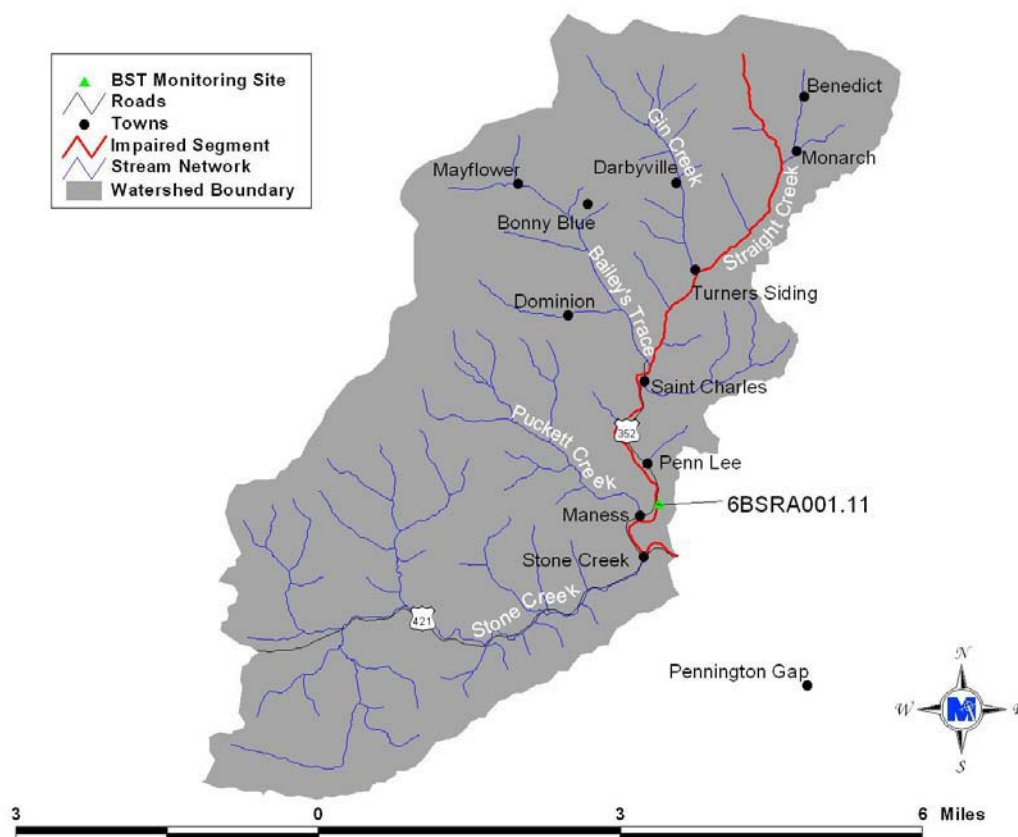 BST Monitoring Site
Roads
Towns
Impaired Segment
Stream Network
Watershed Boundary
Benedict
Gin Creek
Monarch
Mayflower
Darbyville
Bonny Blue
Straight Creek
Bailey's Trace
Turners Siding
Dominion
Saint Charles
Puckett Creek
352
Penn Lee
6BSRA001.11
Maness
Stone Creek
Stone Creek
421
Pennington Gap
N
W
M
E
S
3 0 3 6 Miles